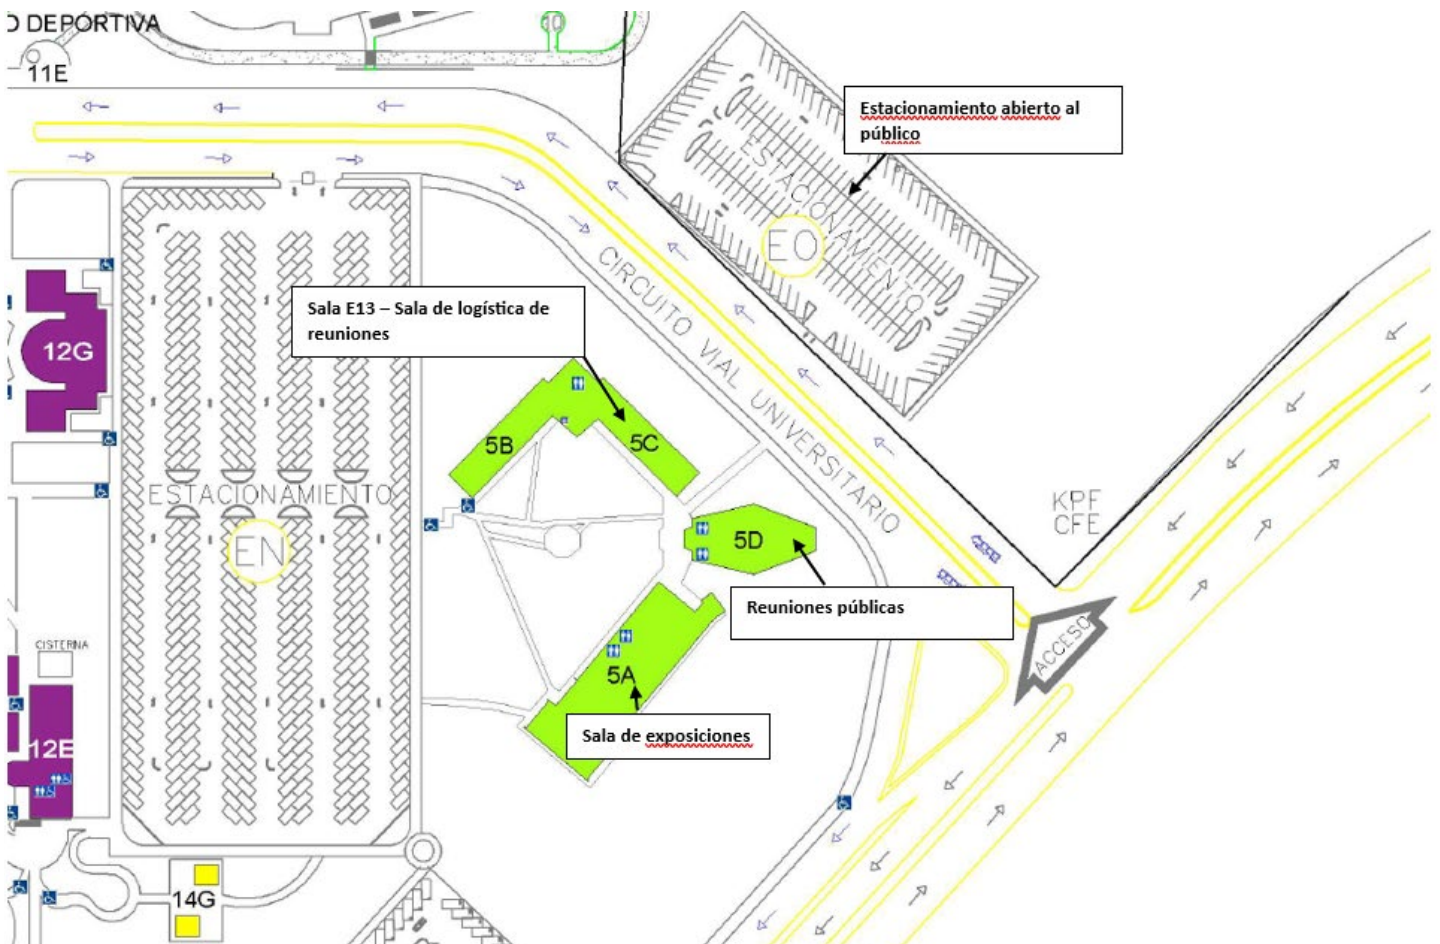 O DEPORTIVA
11E
Estacionamiento abierto al
público
ESTACIONAMIENTO
EO
CIRCUITO VIAL UNIVERSITARIO
Sala E13 – Sala de logística de
reuniones
12G
5B
5C
ESTACIONAMIENTO
EN
KPF
CFE
5D
Reuniones públicas
ACCESO
5A
Sala de exposiciones
CISTERNA
12E
14G